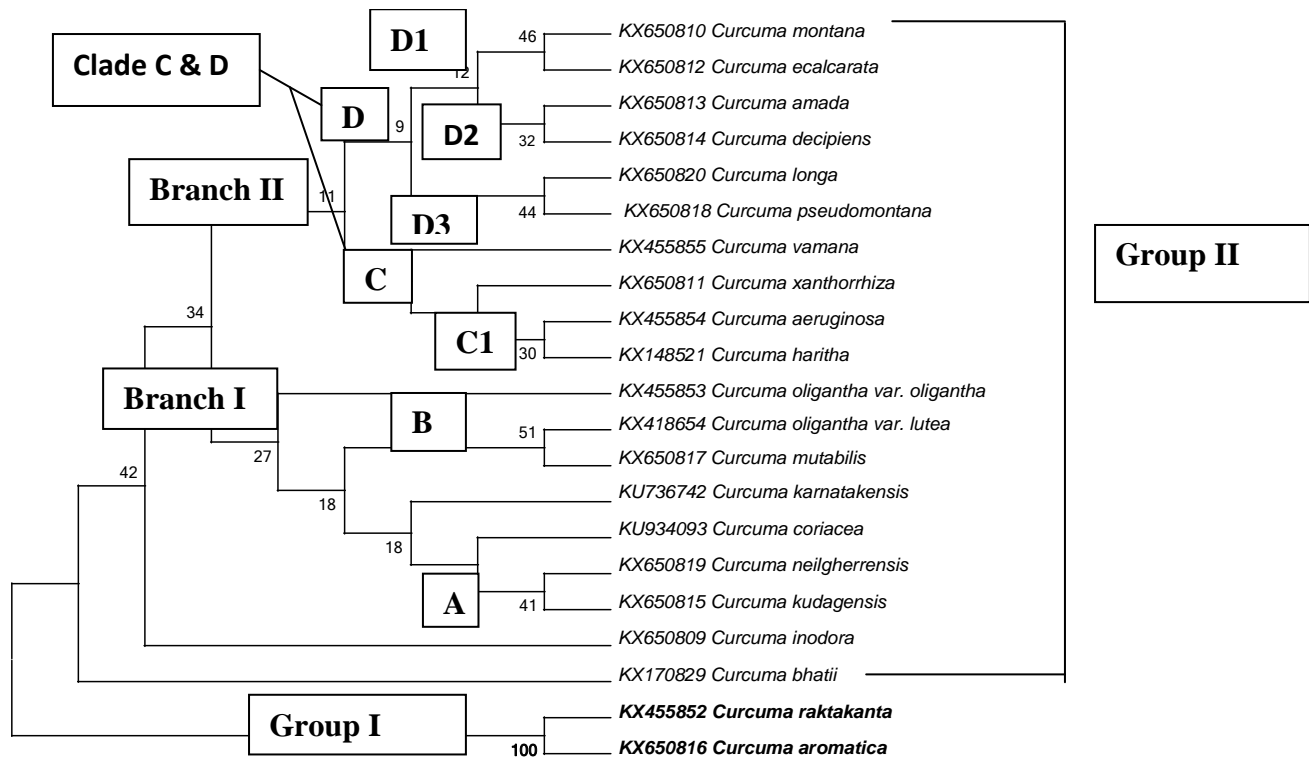 D1
46
KX650810 Curcuma montana
Clade C & D
12
KX650812 Curcuma ecalcarata
D
9
D2
KX650813 Curcuma amada
32
KX650814 Curcuma decipiens
Branch II
11
D3
44
KX650820 Curcuma longa
KX650818 Curcuma pseudomontana
KX455855 Curcuma vamana
Group II
C
KX650811 Curcuma xanthorrhiza
34
C1
30
KX455854 Curcuma aeruginosa
KX148521 Curcuma haritha
Branch I
KX455853 Curcuma oligantha var. oligantha
B
51
KX418654 Curcuma oligantha var. lutea
27
KX650817 Curcuma mutabilis
42
18
KU736742 Curcuma karnatakensis
18
KU934093 Curcuma coriacea
A
41
KX650819 Curcuma neilgherrensis
KX650815 Curcuma kudagensis
KX650809 Curcuma inodora
KX170829 Curcuma bhatii
Group I
100
KX455852 Curcuma raktakanta
KX650816 Curcuma aromatica